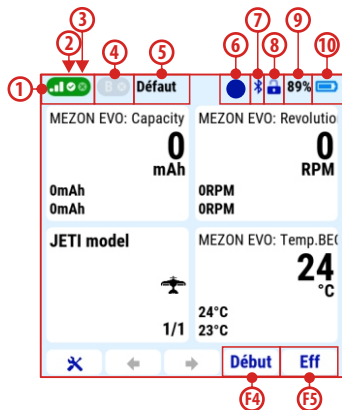 3
2 4 5 6 7 8 9 10
1 B Défaut 89%
MEZON EVO: Capacity
0
mAh
0mAh
0mAh
MEZON EVO: Revolutio
0
RPM
0RPM
0RPM
JETI model
1/1
MEZON EVO: Temp.BEC
24
°C
24°C
23°C
Début Eff
F4 F5